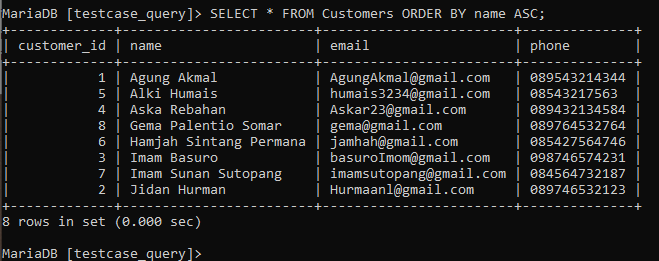 MariaDB [testcase_query]> SELECT * FROM Customers ORDER BY name ASC;
+-------------+------------------------+------------------------+--------------+
| customer_id | name                   | email                  | phone        |
+-------------+------------------------+------------------------+--------------+
|           1 | Agung Akmal            | AgungAkmal@gmail.com   | 089543214344 |
|           5 | Alki Humais            | humais3234@gmail.com   | 08543217563  |
|           4 | Aska Rebahan           | Askar23@gmail.com      | 089432134584 |
|           8 | Gema Palentio Somar    | gema@gmail.com         | 089764532764 |
|           6 | Hamjah Sintang Permana | jamhah@gmail.com       | 085427564746 |
|           3 | Imam Basuro            | basuroImom@gmail.com   | 098746574231 |
|           7 | Imam Sunan Sutopang    | imamsutopang@gmail.com | 084564732187 |
|           2 | Jidan Hurman           | Hurmaanl@gmail.com     | 089746532123 |
+-------------+------------------------+------------------------+--------------+
8 rows in set (0.000 sec)
MariaDB [testcase_query]>